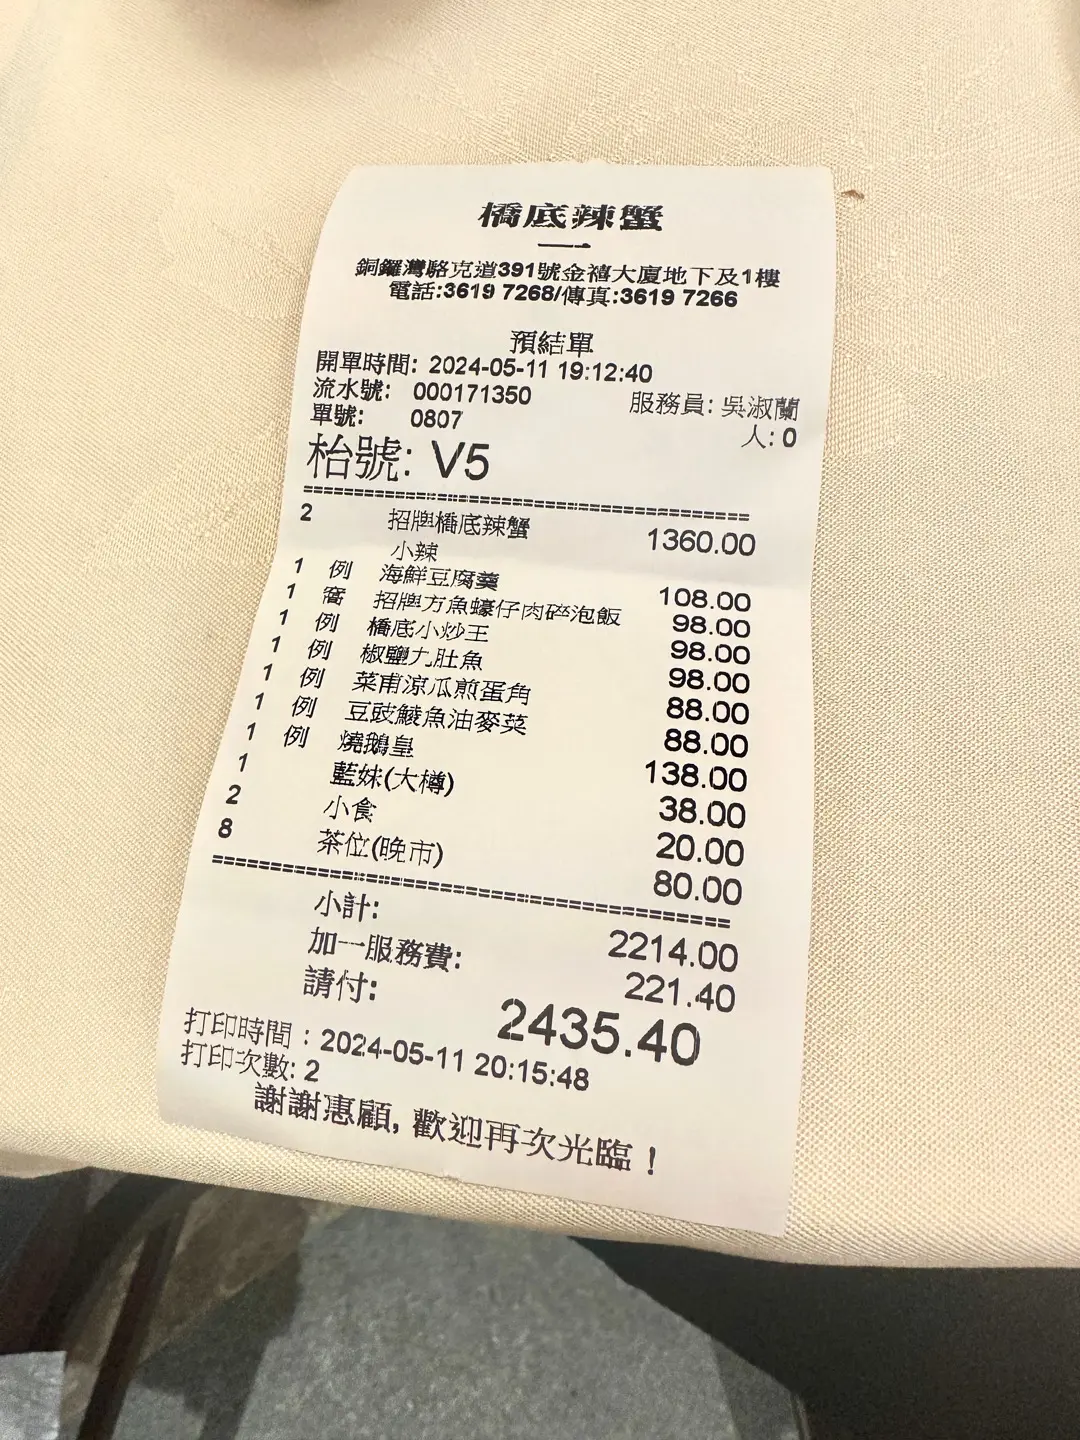 橋底辣蟹
一
銅鑼灣駱克道391號金禧大廈地下及1樓
電話:3619 7268/傳真:3619 7266
預結單
開單時間: 2024-05-11 19:12:40
流水號: 000171350 服務員: 吳淑蘭
單號: 0807 人: 0
枱號: V5
==================================
2 招牌橋底辣蟹 1360.00
小辣
1 例 海鮮豆腐羹 108.00
1 窩 招牌方魚蠔仔肉碎泡飯 98.00
1 例 橋底小炒王 98.00
1 例 椒鹽九肚魚 98.00
1 例 菜甫涼瓜煎蛋角 88.00
1 例 豆豉鯪魚油麥菜 88.00
1 例 燒鵝皇 138.00
1 藍妹(大樽) 38.00
2 小食 20.00
8 茶位(晚市) 80.00
==================================
小計: 2214.00
加一服務費: 221.40
請付: 2435.40
打印時間 : 2024-05-11 20:15:48
打印次數: 2
謝謝惠顧, 歡迎再次光臨 !